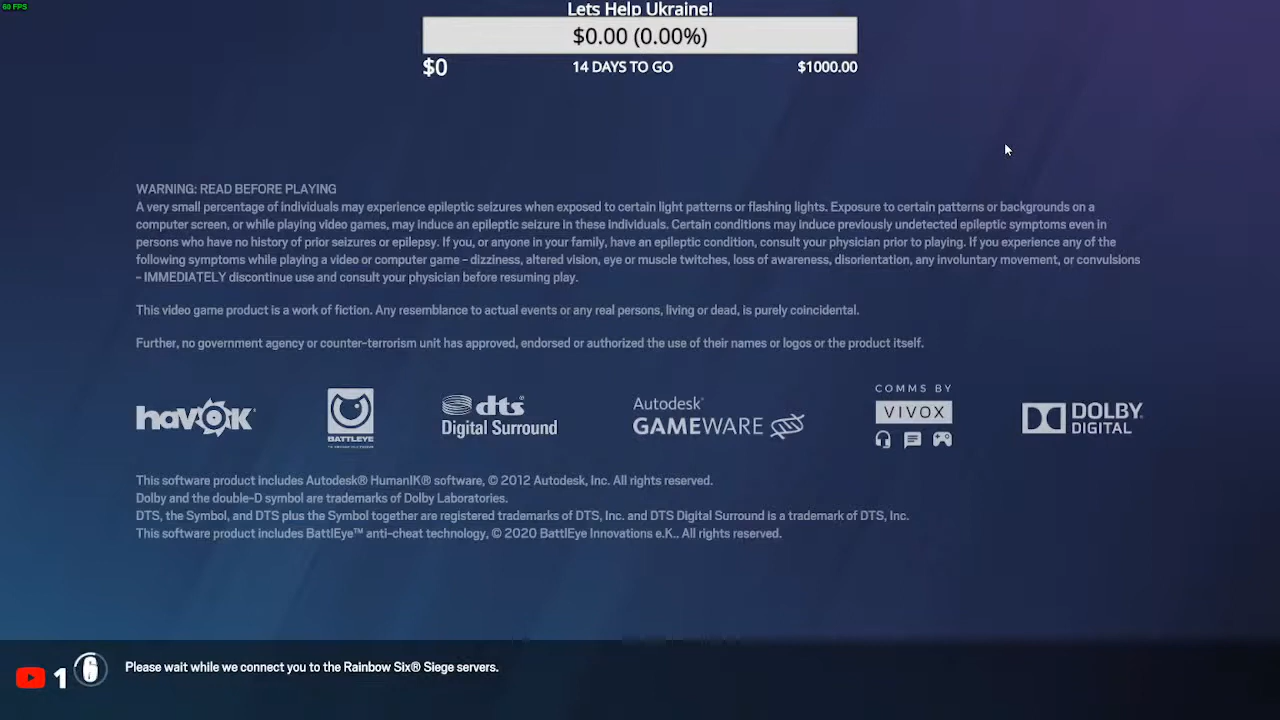 60 FPS
Lets Help Ukraine!
$0.00 (0.00%)
$0 14 DAYS TO GO $1000.00
WARNING: READ BEFORE PLAYING
A very small percentage of individuals may experience epileptic seizures when exposed to certain light patterns or flashing lights. Exposure to certain patterns or backgrounds on a
computer screen, or while playing video games, may induce an epileptic seizure in these individuals. Certain conditions may induce previously undetected epileptic symptoms even in
persons who have no history of prior seizures or epilepsy. If you, or anyone in your family, have an epileptic condition, consult your physician prior to playing. If you experience any of the
following symptoms while playing a video or computer game - dizziness, altered vision, eye or muscle twitches, loss of awareness, disorientation, any involuntary movement, or convulsions
- IMMEDIATELY discontinue use and consult your physician before resuming play.
This video game product is a work of fiction. Any resemblance to actual events or any real persons, living or dead, is purely coincidental.
Further, no government agency or counter-terrorism unit has approved, endorsed or authorized the use of their names or logos or the product itself.
havok
BATTLEYE
dts
Digital Surround
Autodesk®
GAMEWARE
COMMS BY
VIVOX
DOLBY
DIGITAL
This software product includes Autodesk® HumanIK® software, © 2012 Autodesk, Inc. All rights reserved.
Dolby and the double-D symbol are trademarks of Dolby Laboratories.
DTS, the Symbol, and DTS plus the Symbol together are registered trademarks of DTS, Inc. and DTS Digital Surround is a trademark of DTS, Inc.
This software product includes BattlEye™ anti-cheat technology, © 2020 BattlEye Innovations e.K.. All rights reserved.
1
Please wait while we connect you to the Rainbow Six® Siege servers.